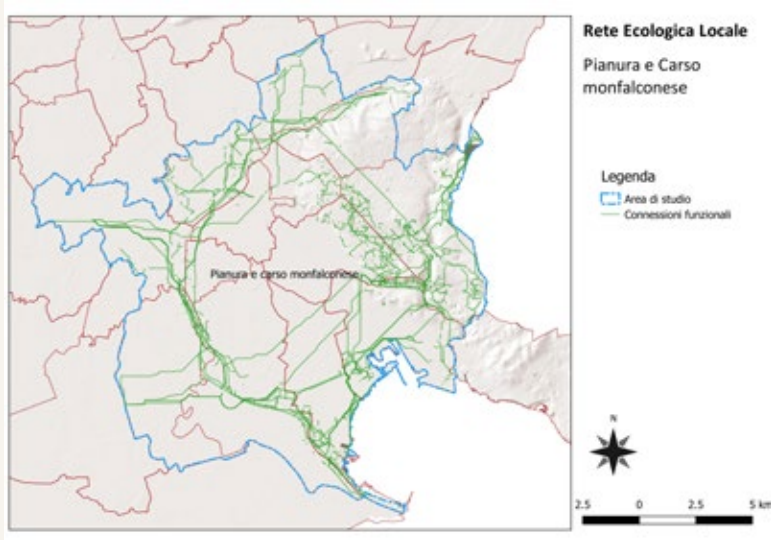 Rete Ecologica Locale
Pianura e Carso
monfalconese
Legenda
Area di studio
Connessioni funzionali
Pianura e carso monfalconese
N
2.5 0 2.5 5 km